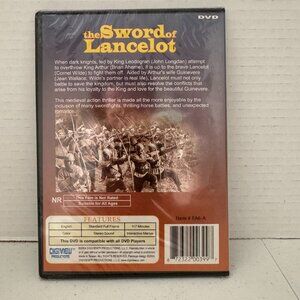 DVD
the Sword of
Lancelot
When dark knights, led by King Leodogran (John Longdan) attempt
to overthrow King Arthur (Brian Aherne), it is up to the brave Lancelot
(Cornel Wilde) to fight them off. Aided by Arthur's wife Guinevere
(Jean Wallace, Wilde's partner in real life), Lancelot must not only
battle to save the kingdom, but must also resolve the conflicts that
arise from his loyalty to the King and love for the beautiful Guinevere.
This medieval action thriller is made all the more enjoyable by the
inclusion of many swordfights, thrilling horse battles, and unexpected
NR
This Film is Not Rated
Suitable for All Ages
FEATURES
English
Standard Full Frame
Color
Stereo Sound
Interactive Menus
This DVD is compatible with all DVD Players
DIGIVIEW
PRODUCTIONS